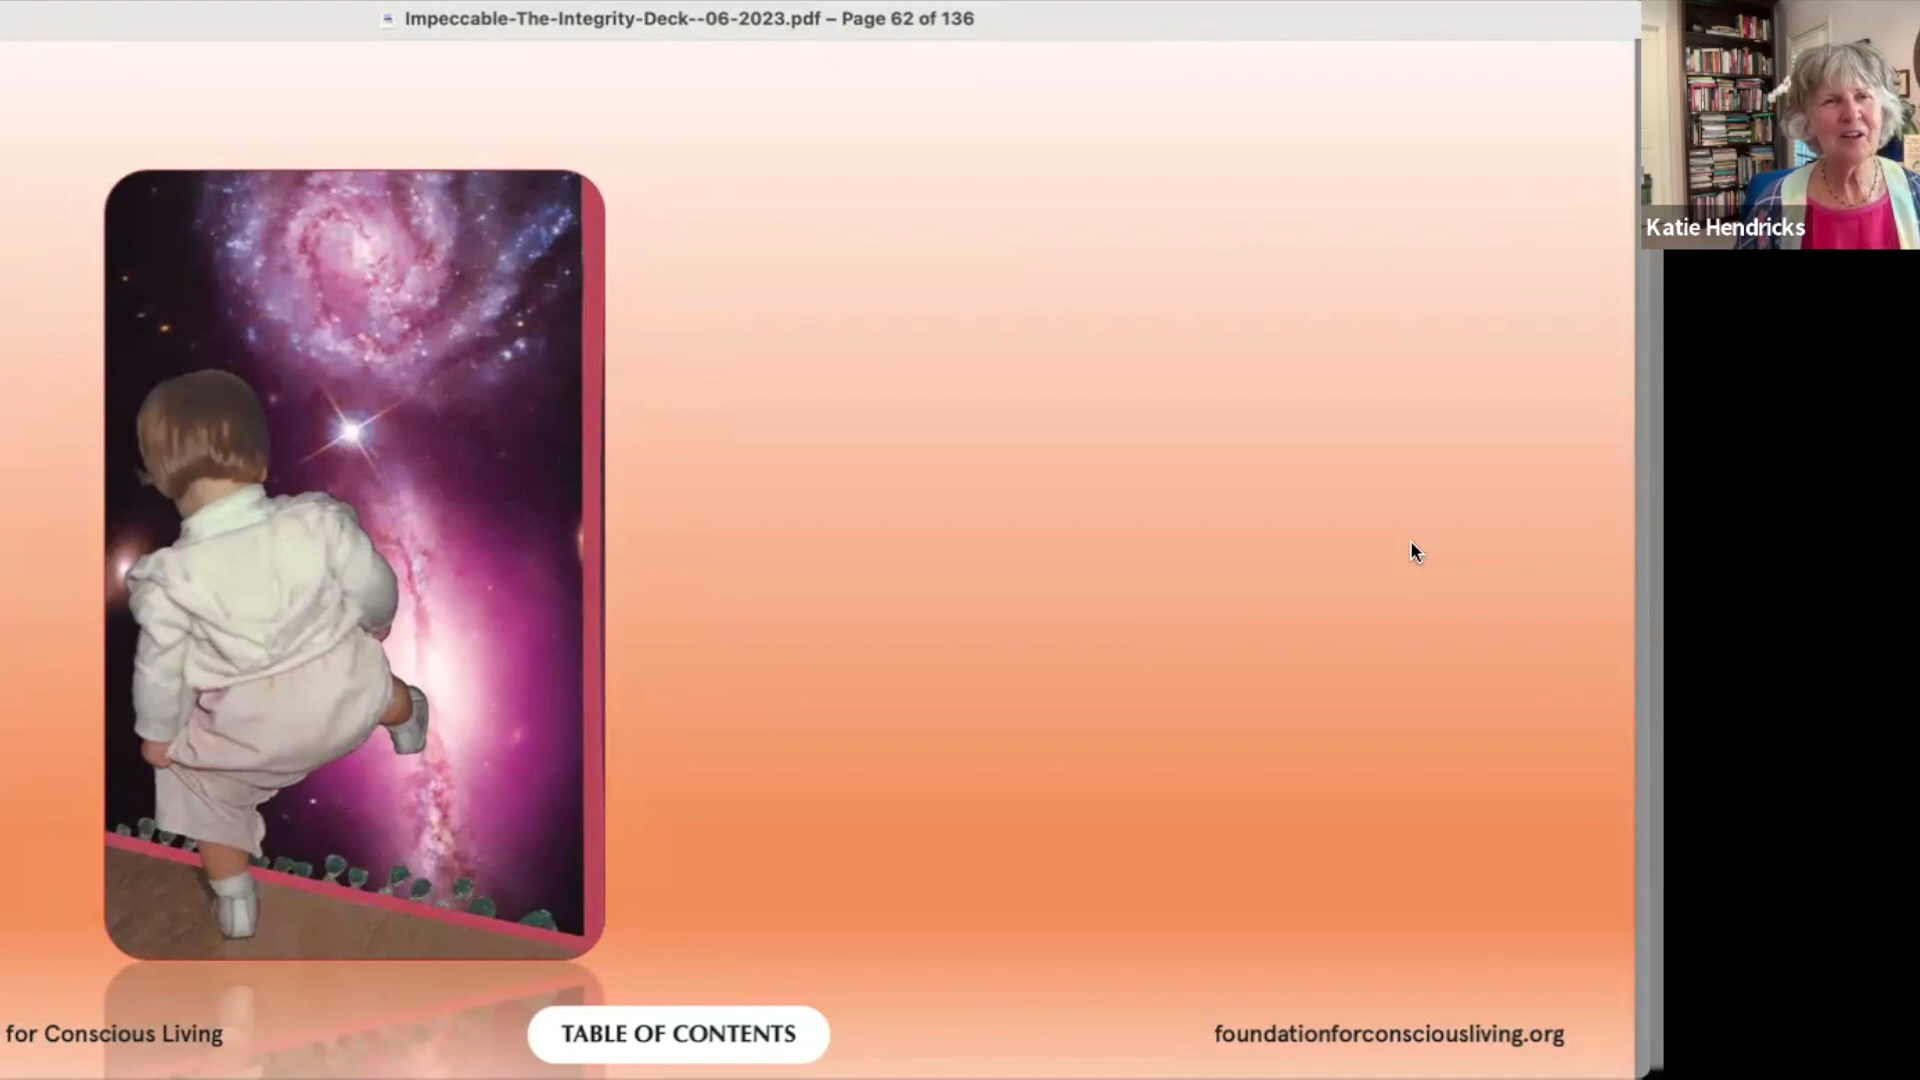 Impeccable-The-Integrity-Deck--06-2023.pdf – Page 62 of 136
Katie Hendricks
for Conscious Living
TABLE OF CONTENTS
foundationforconsciousliving.org